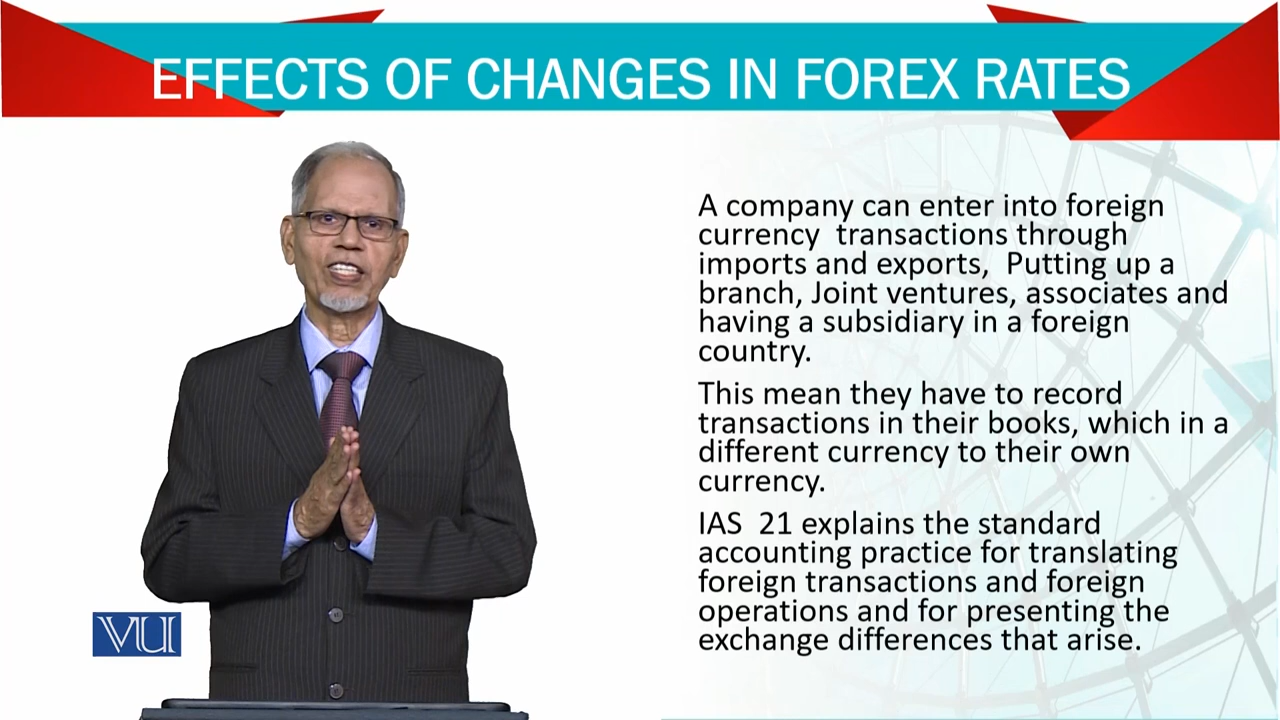 EFFECTS OF CHANGES IN FOREX RATES
A company can enter into foreign
currency transactions through
imports and exports, Putting up a
branch, Joint ventures, associates and
having a subsidiary in a foreign
country.
This mean they have to record
transactions in their books, which in a
different currency to their own
currency.
IAS 21 explains the standard
accounting practice for translating
foreign transactions and foreign
operations and for presenting the
exchange differences that arise.
VU